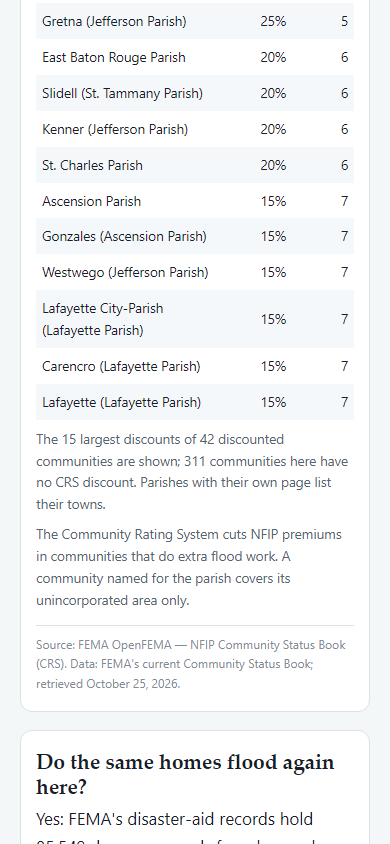 Gretna (Jefferson Parish) 25% 5
East Baton Rouge Parish 20% 6
Slidell (St. Tammany Parish) 20% 6
Kenner (Jefferson Parish) 20% 6
St. Charles Parish 20% 6
Ascension Parish 15% 7
Gonzales (Ascension Parish) 15% 7
Westwego (Jefferson Parish) 15% 7
Lafayette City-Parish
(Lafayette Parish) 15% 7
Carencro (Lafayette Parish) 15% 7
Lafayette (Lafayette Parish) 15% 7
The 15 largest discounts of 42 discounted
communities are shown; 311 communities here have
no CRS discount. Parishes with their own page list
their towns.
The Community Rating System cuts NFIP premiums
in communities that do extra flood work. A
community named for the parish covers its
unincorporated area only.
Source: FEMA OpenFEMA — NFIP Community Status Book
(CRS). Data: FEMA's current Community Status Book;
retrieved October 25, 2026.
Do the same homes flood again
here?
Yes: FEMA's disaster-aid records hold